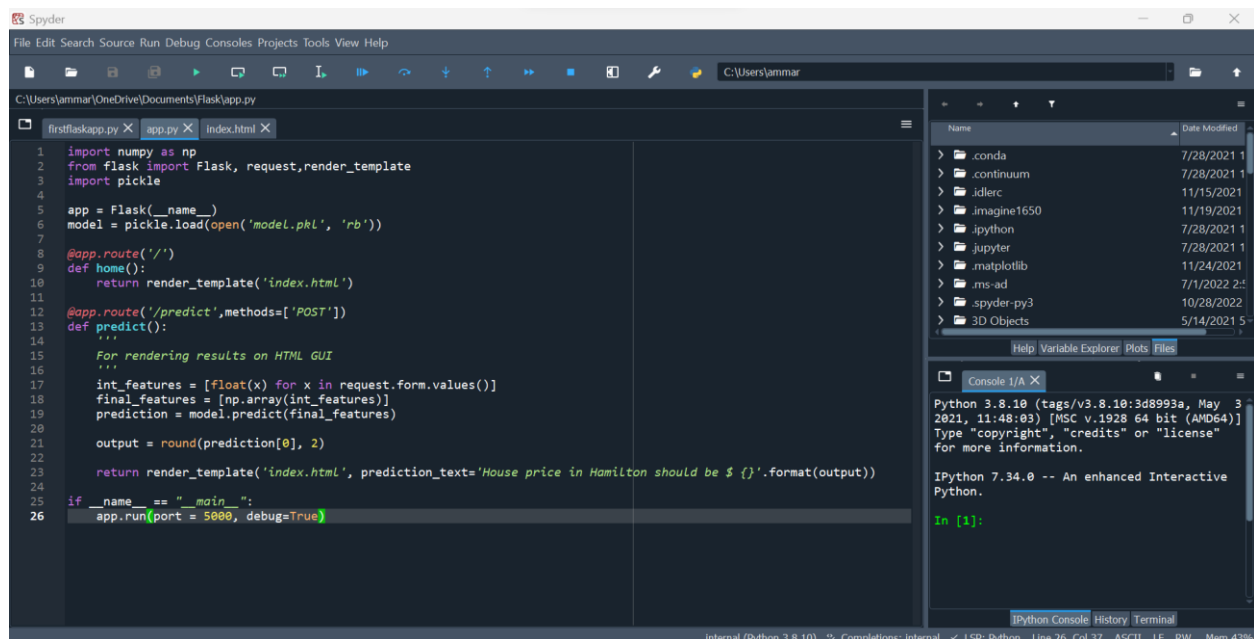 Spyder
File Edit Search Source Run Debug Consoles Projects Tools View Help
C:\Users\ammar
C:\Users\ammar\OneDrive\Documents\Flask\app.py
firstflaskapp.py
app.py
index.html
1 import numpy as np
2 from flask import Flask, request,render_template
3 import pickle
4
5 app = Flask(__name__)
6 model = pickle.load(open('model.pkl', 'rb'))
7
8 @app.route('/')
9 def home():
10 return render_template('index.html')
11
12 @app.route('/predict',methods=['POST'])
13 def predict():
14 '''
15 For rendering results on HTML GUI
16 '''
17 int_features = [float(x) for x in request.form.values()]
18 final_features = [np.array(int_features)]
19 prediction = model.predict(final_features)
20
21 output = round(prediction[0], 2)
22
23 return render_template('index.html', prediction_text='House price in Hamilton should be $ {}'.format(output))
24
25 if __name__ == "__main__":
26 app.run(port = 5000, debug=True)
Name Date Modified
.conda 7/28/2021 1
.continuum 7/28/2021 1
.idlerc 11/15/2021
.imagine1650 11/19/2021
.ipython 7/28/2021 1
.jupyter 7/28/2021 1
.matplotlib 11/24/2021
.ms-ad 7/1/2022 2:5
.spyder-py3 10/28/2022
3D Objects 5/14/2021 5
Help Variable Explorer Plots Files
Console 1/A
Python 3.8.10 (tags/v3.8.10:3d8993a, May 3
2021, 11:48:03) [MSC v.1928 64 bit (AMD64)]
Type "copyright", "credits" or "license"
for more information.
IPython 7.34.0 -- An enhanced Interactive
Python.
In [1]:
IPython Console History Terminal
internal (Python 3.8.10) Completions: internal LSP: Python Line 26, Col 37 ASCII LF RW Mem 43%